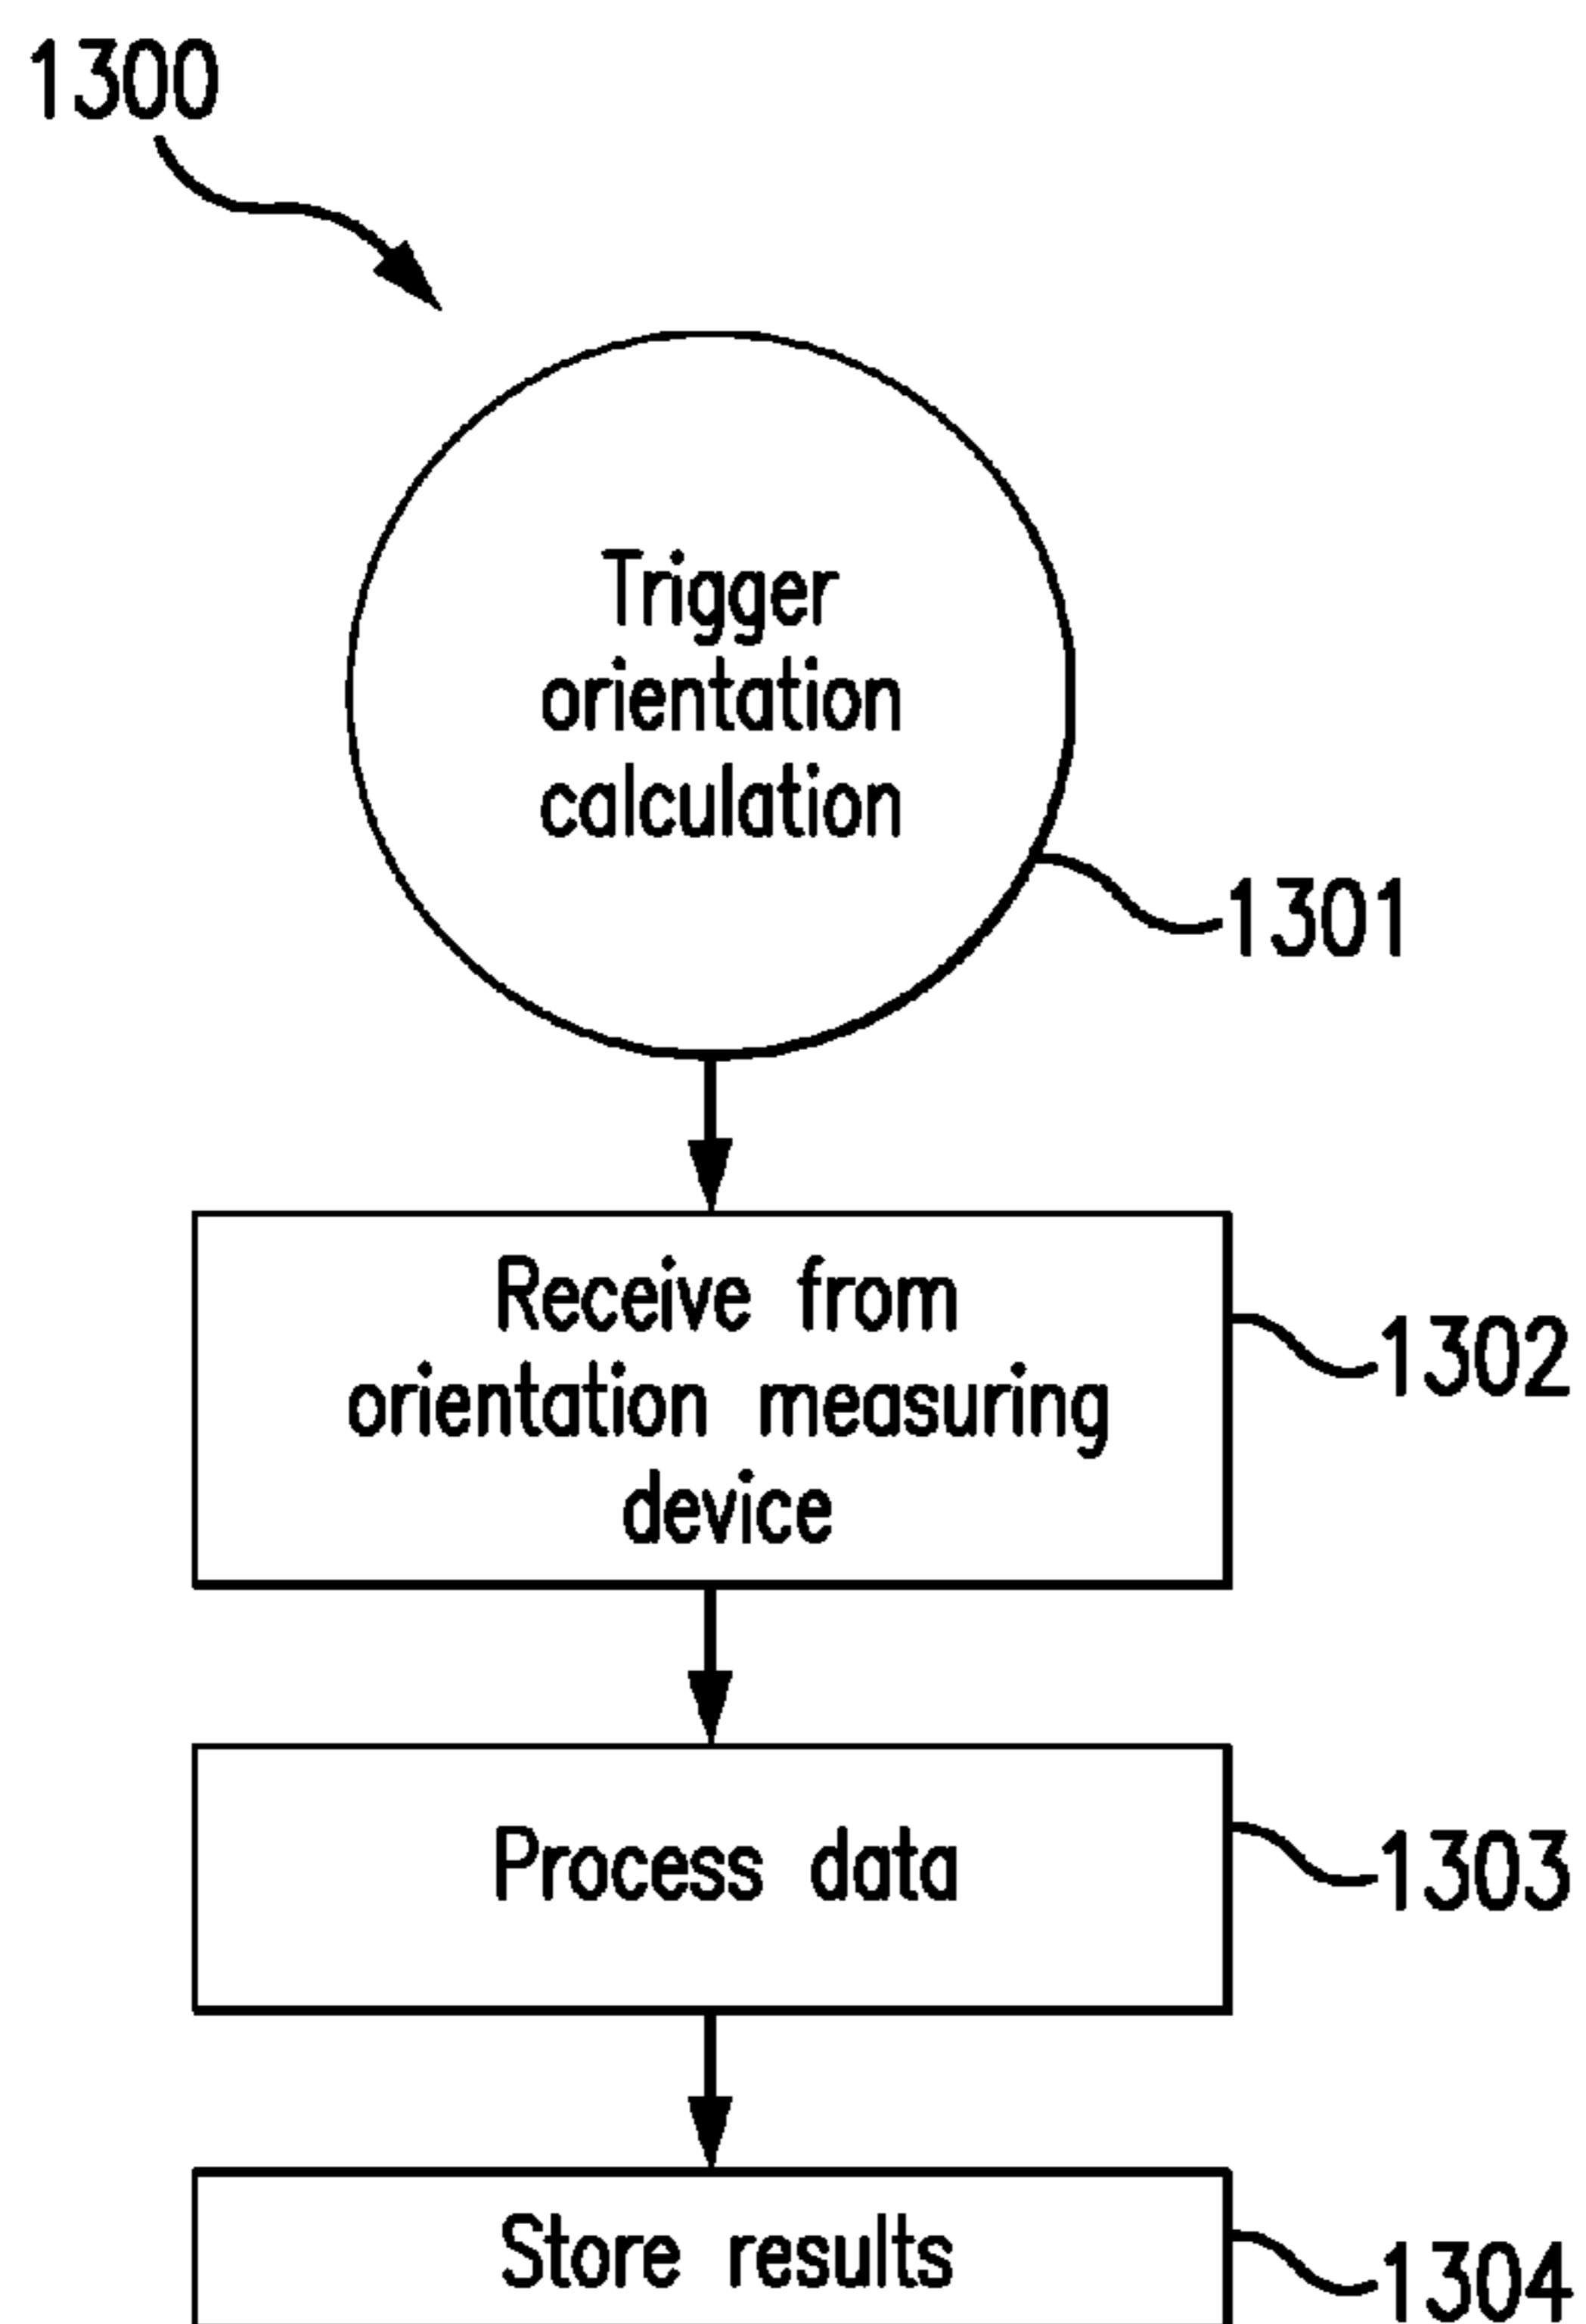 1300
Trigger
orientation
calculation
1301
Receive from
orientation measuring
device
1302
Process data
1303
Store results
1304